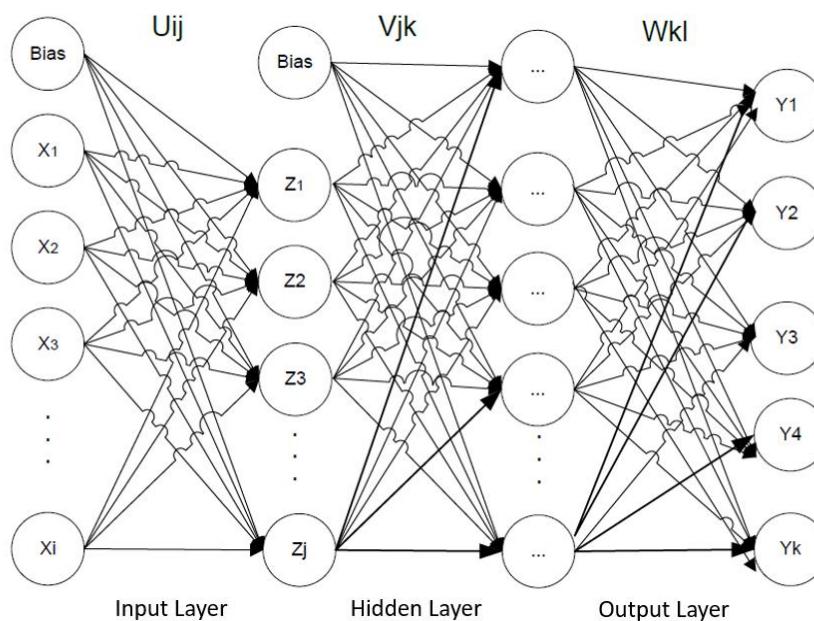 Uij
Vjk
Wkl
Bias
X1
X2
X3
.
.
.
Xi
Bias
Z1
Z2
Z3
.
.
.
Zj
...
...
...
...
.
.
.
...
Y1
Y2
Y3
Y4
Yk
Input Layer
Hidden Layer
Output Layer